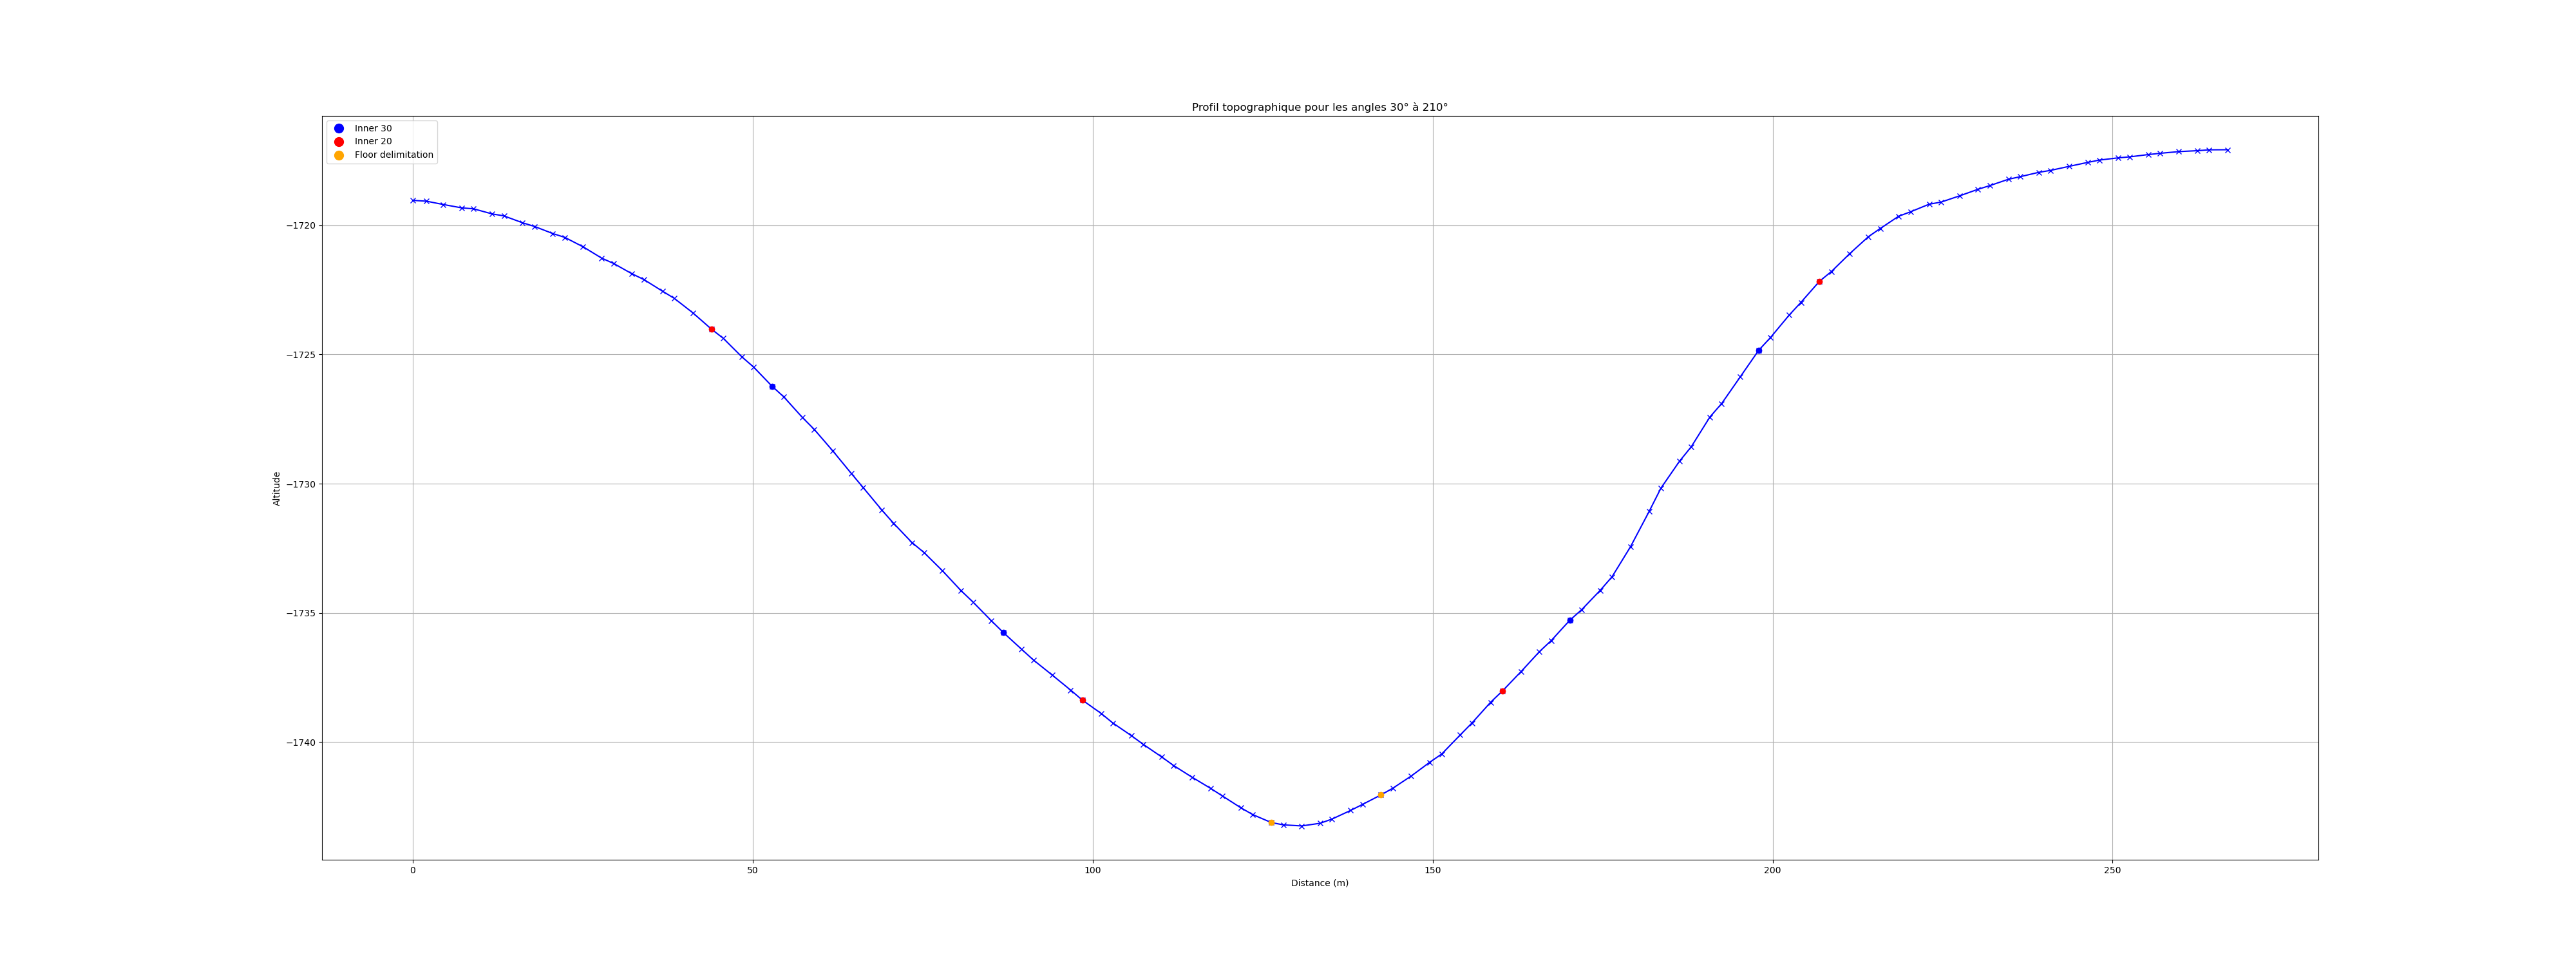 Profil topographique pour les angles 30° à 210°
Inner 30
Inner 20
Floor delimitation
Altitude
−1720
−1725
−1730
−1735
−1740
0
50
100
150
200
250
Distance (m)